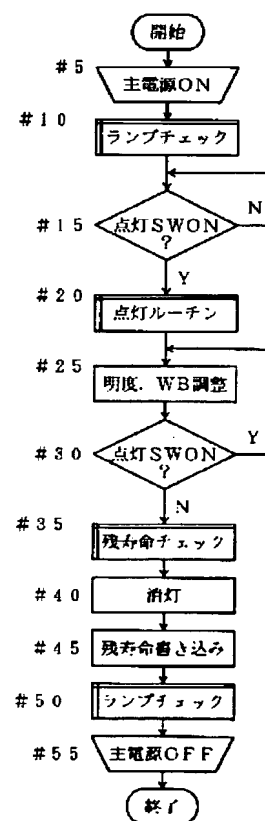 開始
#5
主電源ON
#10
ランプチェック
#15
点灯SWON
?
N
Y
#20
点灯ルーチン
#25
明度、WB調整
#30
点灯SWON
?
Y
N
#35
残寿命チェック
#40
消灯
#45
残寿命書き込み
#50
ランプチェック
#55
主電源OFF
終了